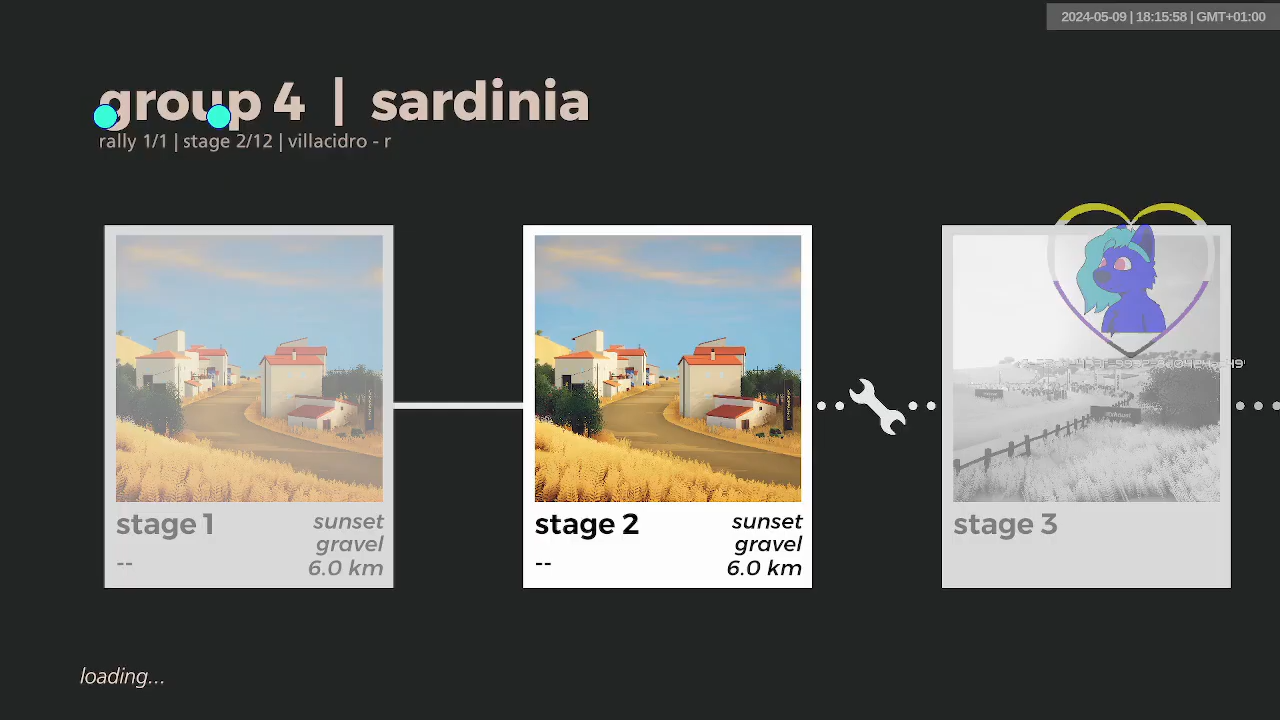 2024-05-09 | 18:15:58 | GMT+01:00
group 4 | sardinia
rally 1/1 | stage 2/12 | villacidro - r
stage 1
sunset
gravel
--
6.0 km
stage 2
sunset
gravel
--
6.0 km
stage 3
loading...